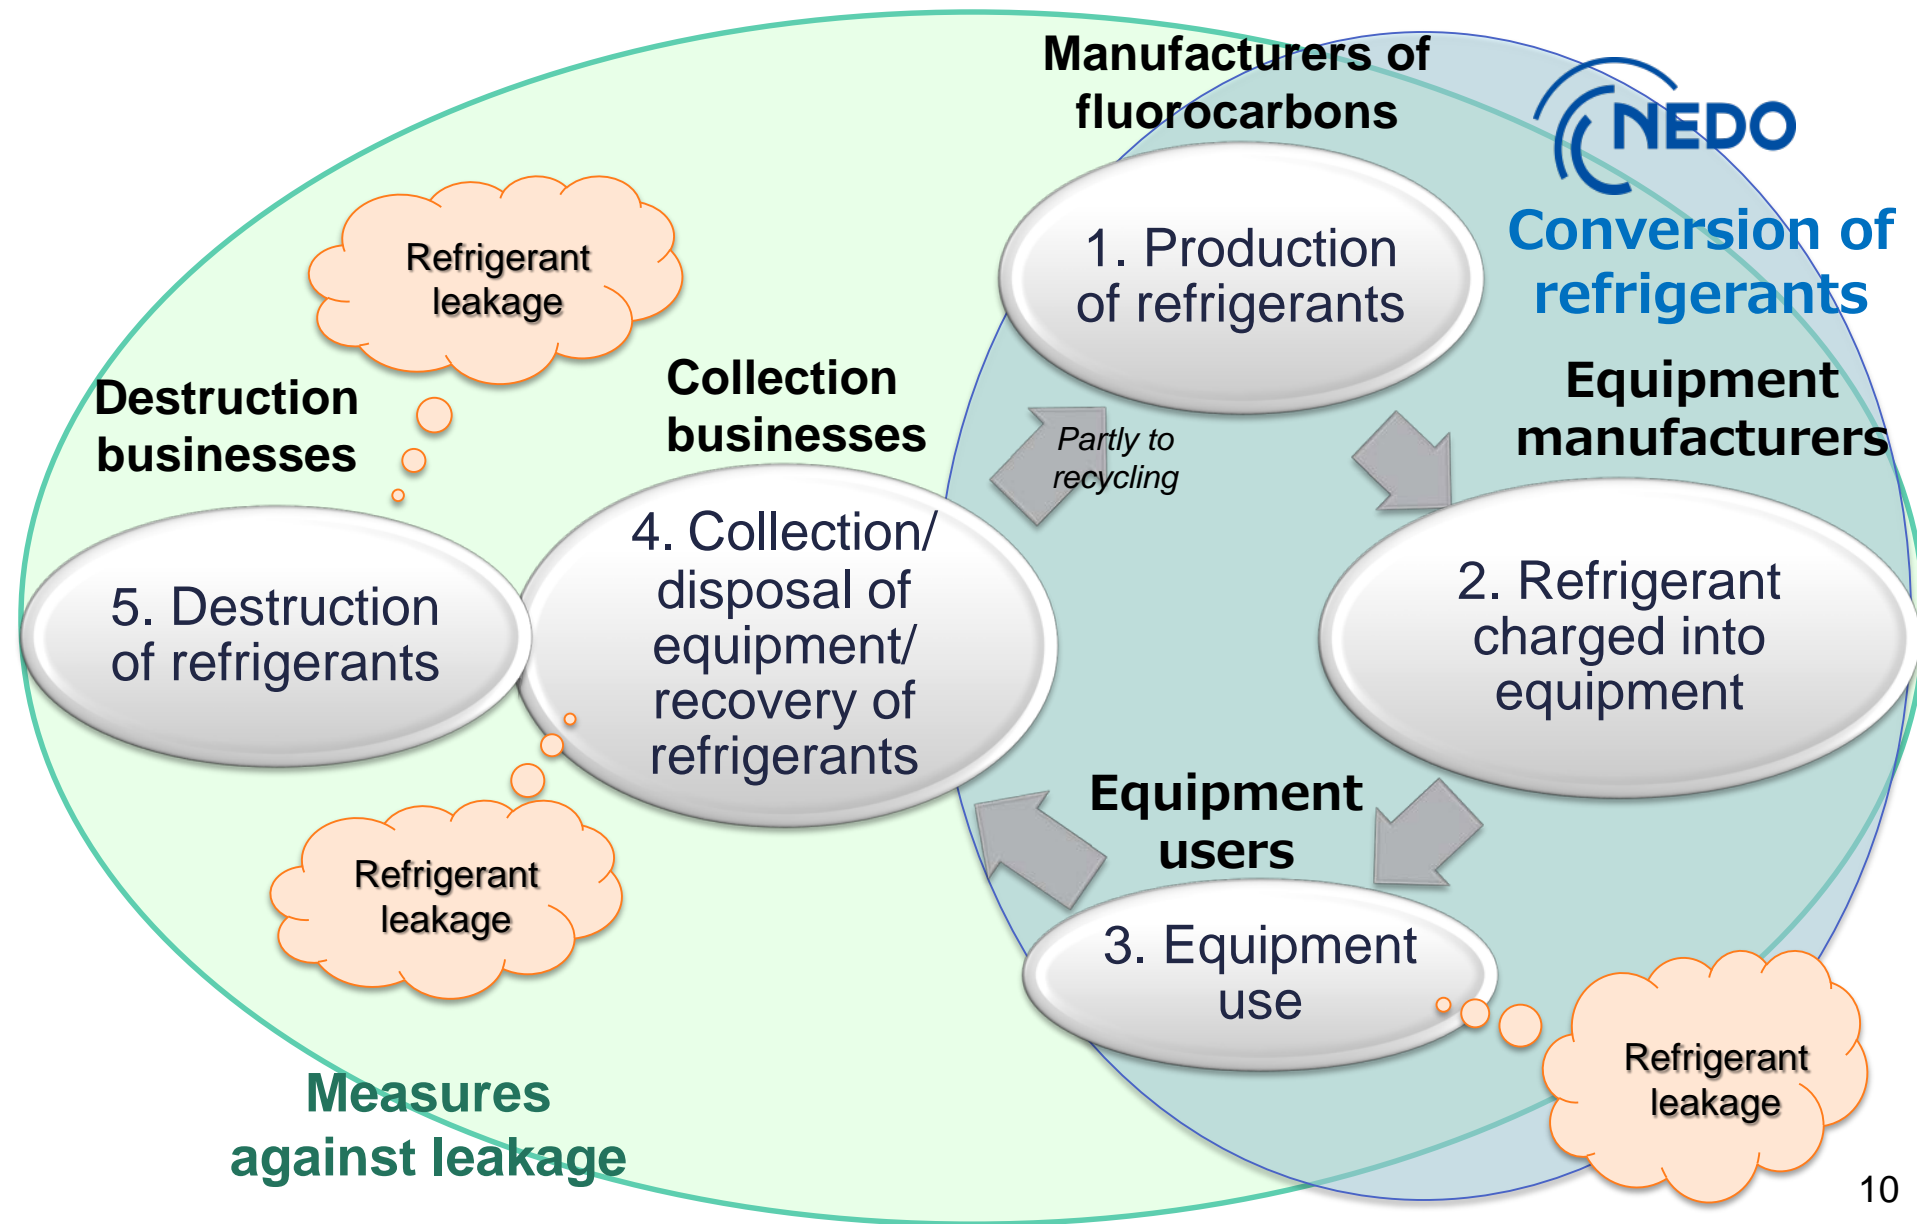 Manufacturers of
fluorocarbons
NEDO
Conversion of
refrigerants
1. Production
of refrigerants
Refrigerant
leakage
Destruction
businesses
Collection
businesses
Partly to
recycling
Equipment
manufacturers
5. Destruction
of refrigerants
4. Collection/
disposal of
equipment/
recovery of
refrigerants
2. Refrigerant
charged into
equipment
Equipment
users
Refrigerant
leakage
3. Equipment
use
Refrigerant
leakage
Measures
against leakage
10